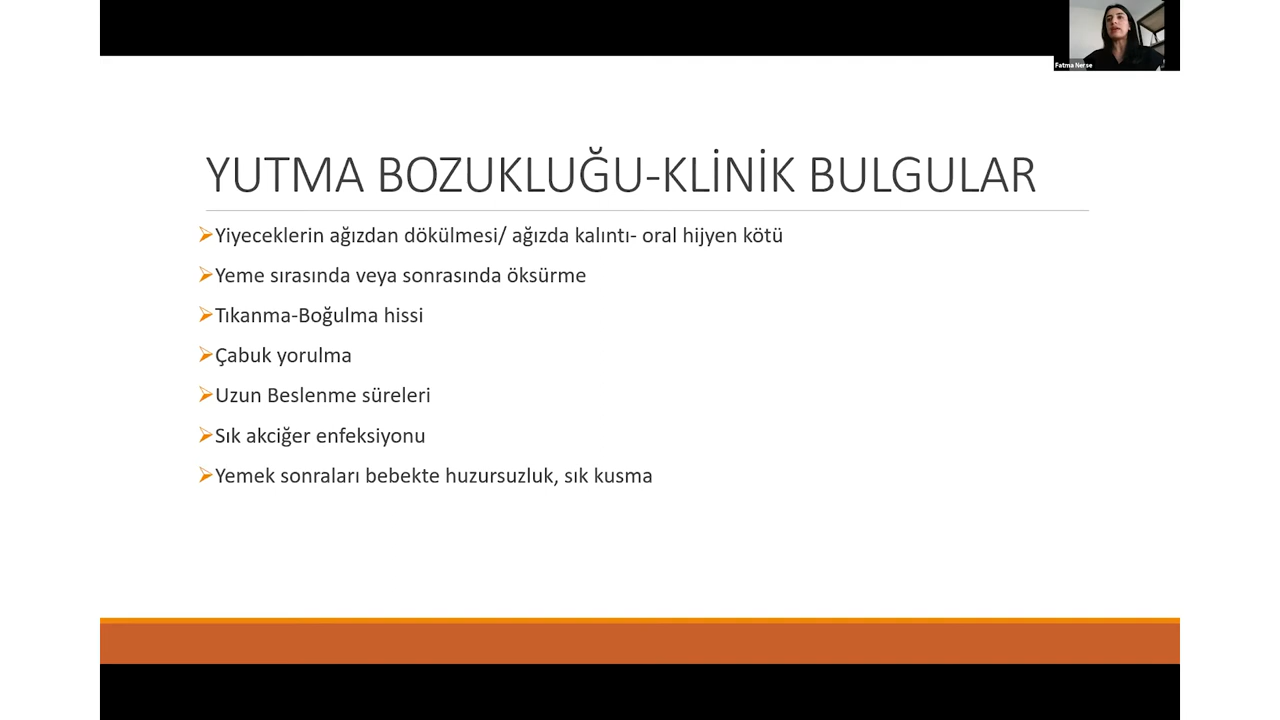 Fatma Nerse
YUTMA BOZUKLUĞU-KLİNİK BULGULAR
Yiyeceklerin ağızdan dökülmesi/ ağızda kalıntı- oral hijyen kötü
Yeme sırasında veya sonrasında öksürme
Tıkanma-Boğulma hissi
Çabuk yorulma
Uzun Beslenme süreleri
Sık akciğer enfeksiyonu
Yemek sonraları bebekte huzursuzluk, sık kusma